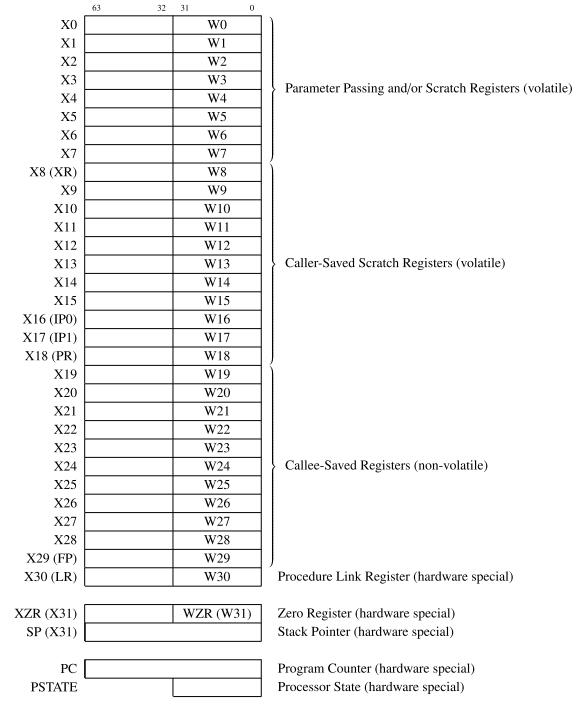 63 32 31 0
X0 W0
X1 W1
X2 W2
X3 W3
Parameter Passing and/or Scratch Registers (volatile)
X4 W4
X5 W5
X6 W6
X7 W7
X8 (XR) W8
X9 W9
X10 W10
X11 W11
X12 W12
X13 W13 Caller-Saved Scratch Registers (volatile)
X14 W14
X15 W15
X16 (IP0) W16
X17 (IP1) W17
X18 (PR) W18
X19 W19
X20 W20
X21 W21
X22 W22
X23 W23
X24 W24 Callee-Saved Registers (non-volatile)
X25 W25
X26 W26
X27 W27
X28 W28
X29 (FP) W29
X30 (LR) W30 Procedure Link Register (hardware special)
XZR (X31) WZR (W31) Zero Register (hardware special)
SP (X31) Stack Pointer (hardware special)
PC Program Counter (hardware special)
PSTATE Processor State (hardware special)